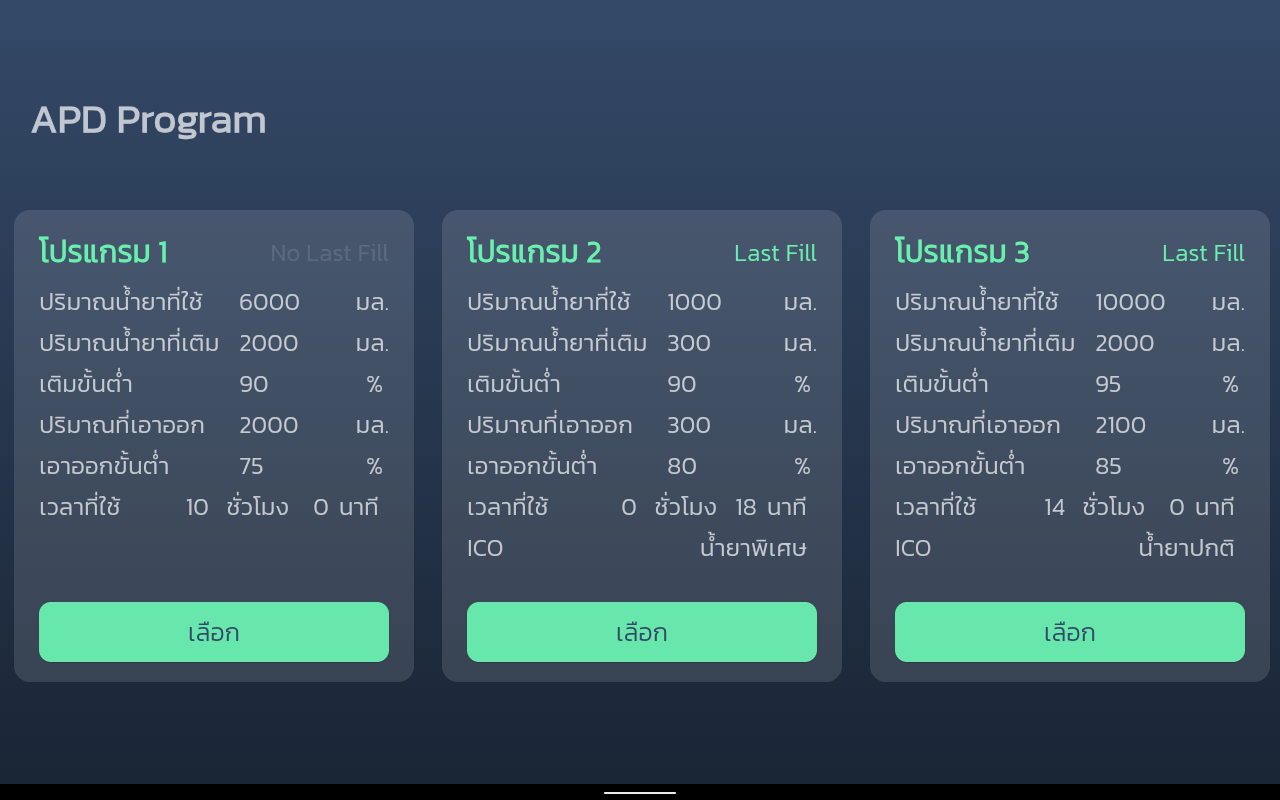 APD Program
โปรแกรม 1 No Last Fill
ปริมาณน้ำยาที่ใช้ 6000 มล.
ปริมาณน้ำยาที่เติม 2000 มล.
เติมขั้นต่ำ 90 %
ปริมาณที่เอาออก 2000 มล.
เอาออกขั้นต่ำ 75 %
เวลาที่ใช้ 10 ชั่วโมง 0 นาที
เลือก
โปรแกรม 2 Last Fill
ปริมาณน้ำยาที่ใช้ 1000 มล.
ปริมาณน้ำยาที่เติม 300 มล.
เติมขั้นต่ำ 90 %
ปริมาณที่เอาออก 300 มล.
เอาออกขั้นต่ำ 80 %
เวลาที่ใช้ 0 ชั่วโมง 18 นาที
ICO น้ำยาพิเศษ
เลือก
โปรแกรม 3 Last Fill
ปริมาณน้ำยาที่ใช้ 10000 มล.
ปริมาณน้ำยาที่เติม 2000 มล.
เติมขั้นต่ำ 95 %
ปริมาณที่เอาออก 2100 มล.
เอาออกขั้นต่ำ 85 %
เวลาที่ใช้ 14 ชั่วโมง 0 นาที
ICO น้ำยาปกติ
เลือก